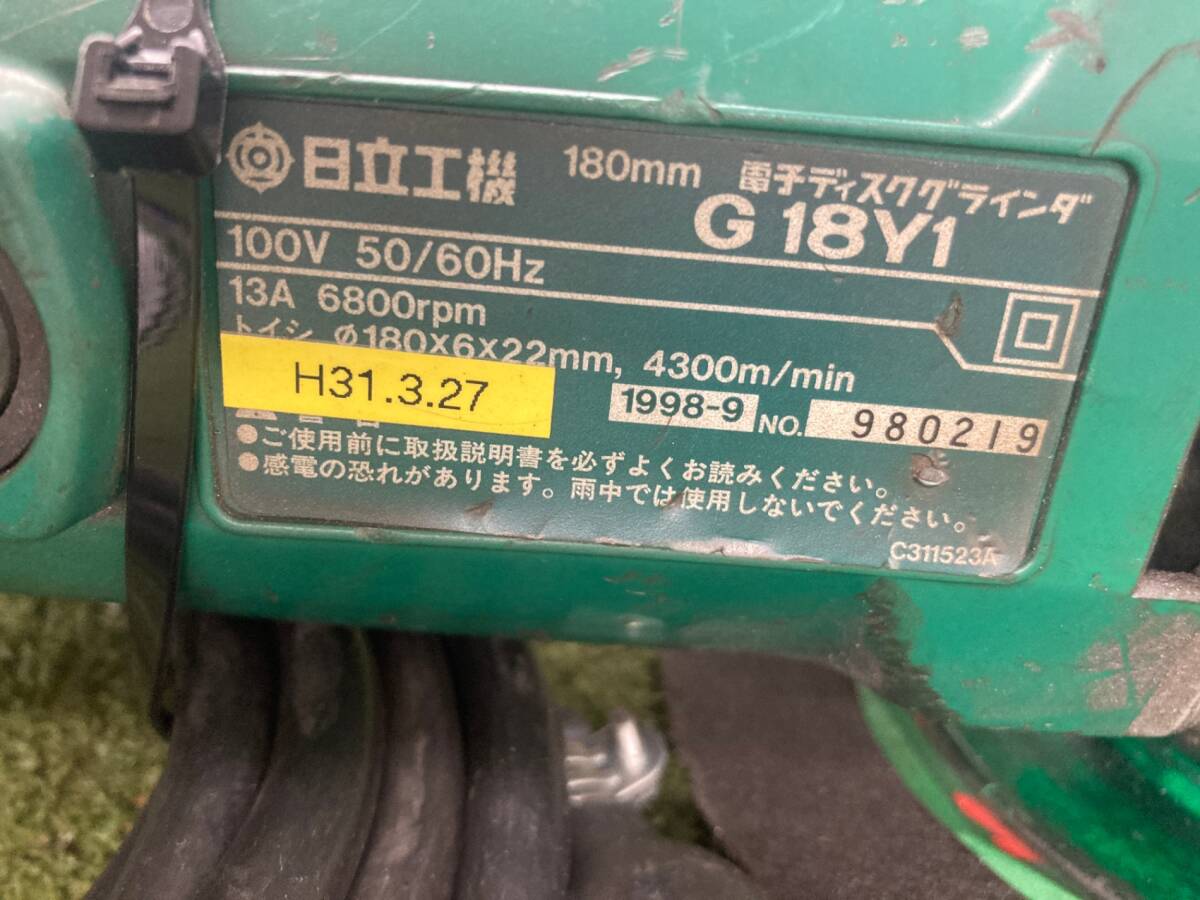 日立工機 180mm 電子ディスクグラインダ
G 18Y1
100V 50/60Hz
13A 6800rpm
トイシ φ180×6×22mm, 4300m/min
H31.3.27
1998-9 NO. 980219
●ご使用前に取扱説明書を必ずよくお読みください。
●感電の恐れがあります。雨中では使用しないでください。
C311523A